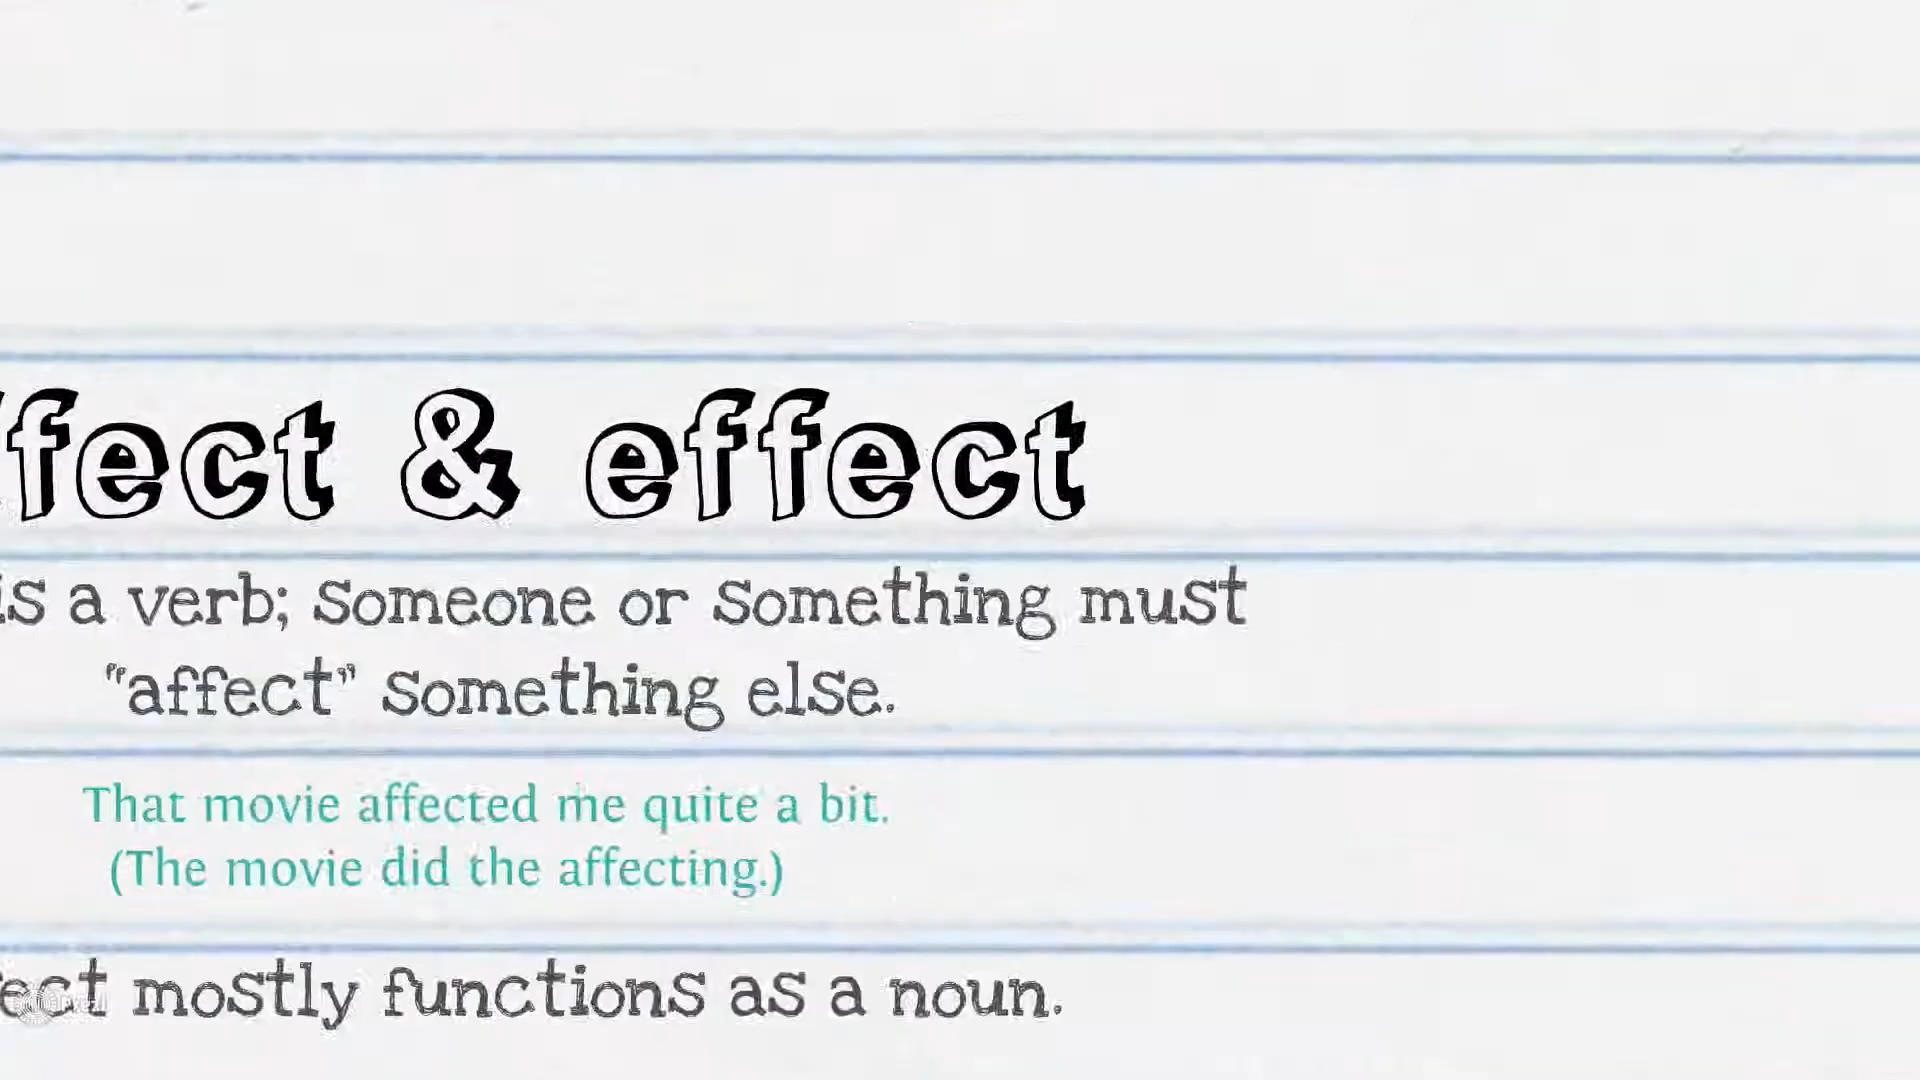 fect & effect
is a verb; someone or something must
"affect" something else.
That movie affected me quite a bit.
(The movie did the affecting.)
ect mostly functions as a noun.